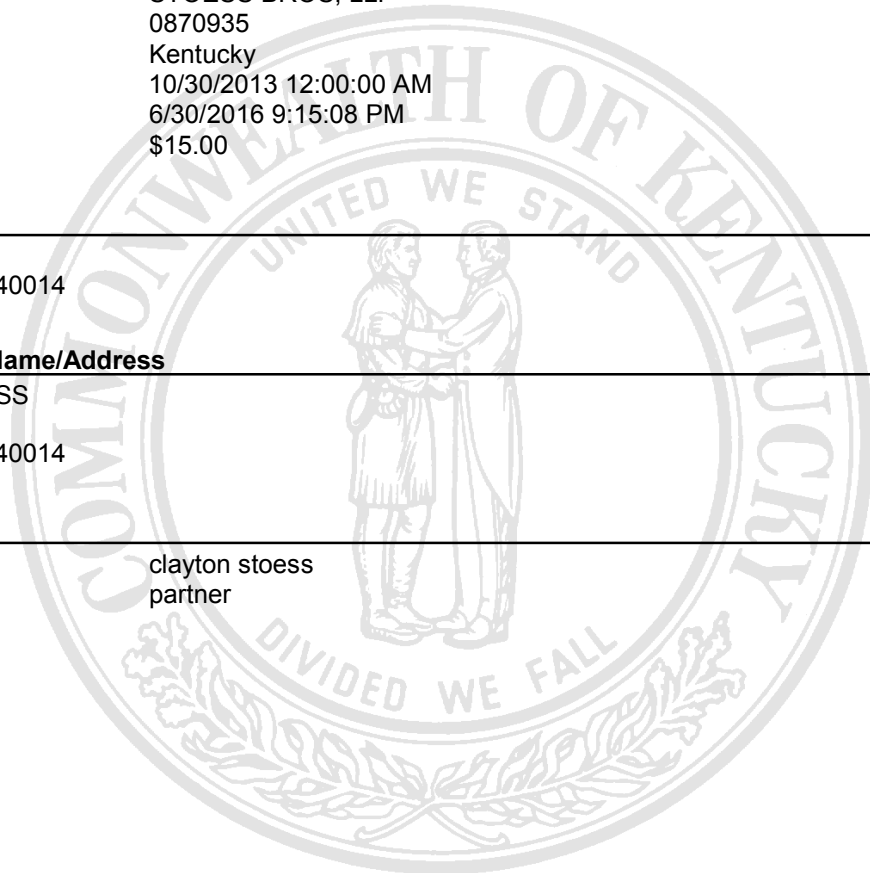 0870935
Kentucky
10/30/2013 12:00:00 AM
6/30/2016 9:15:08 PM
$15.00
COMMONWEALTH OF KENTUCKY
UNITED WE STAND
40014
Name/Address
SS
40014
clayton stoess
partner
DIVIDED WE FALL